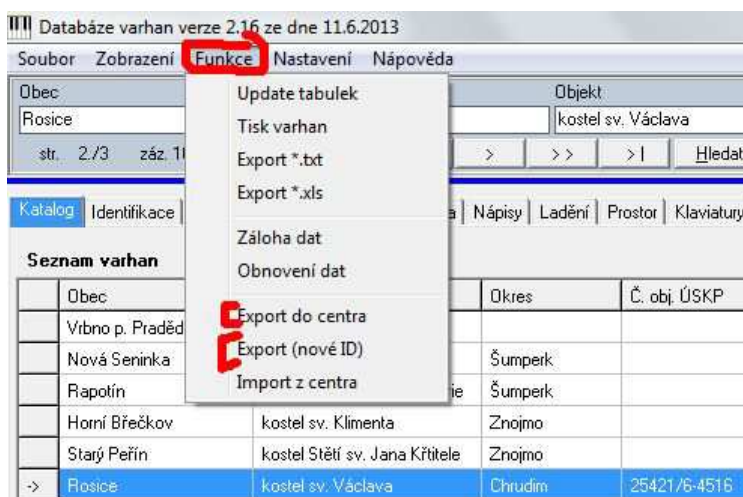 Databáze varhan verze 2.16 ze dne 11.6.2013
Soubor Zobrazení Funkce Nastavení Nápověda
Obec Objekt
Rosice kostel sv. Václava
str. 2./3 záz. > >> >| Hledat
Update tabulek
Tisk varhan
Export *.txt
Export *.xls
Záloha dat
Obnovení dat
Export do centra
Export (nové ID)
Import z centra
Katalog Identifikace Nápisy Ladění Prostor Klaviatury
Seznam varhan
Obec Okres Č. obj. ÚSKP
Vrbno p. Praděd
Nová Seninka Šumperk
Rapotín ie Šumperk
Horní Břečkov kostel sv. Klimenta Znojmo
Starý Peřín kostel Stětí sv. Jana Křtitele Znojmo
-> Rosice kostel sv. Václava Chrudim 25421/6-4516